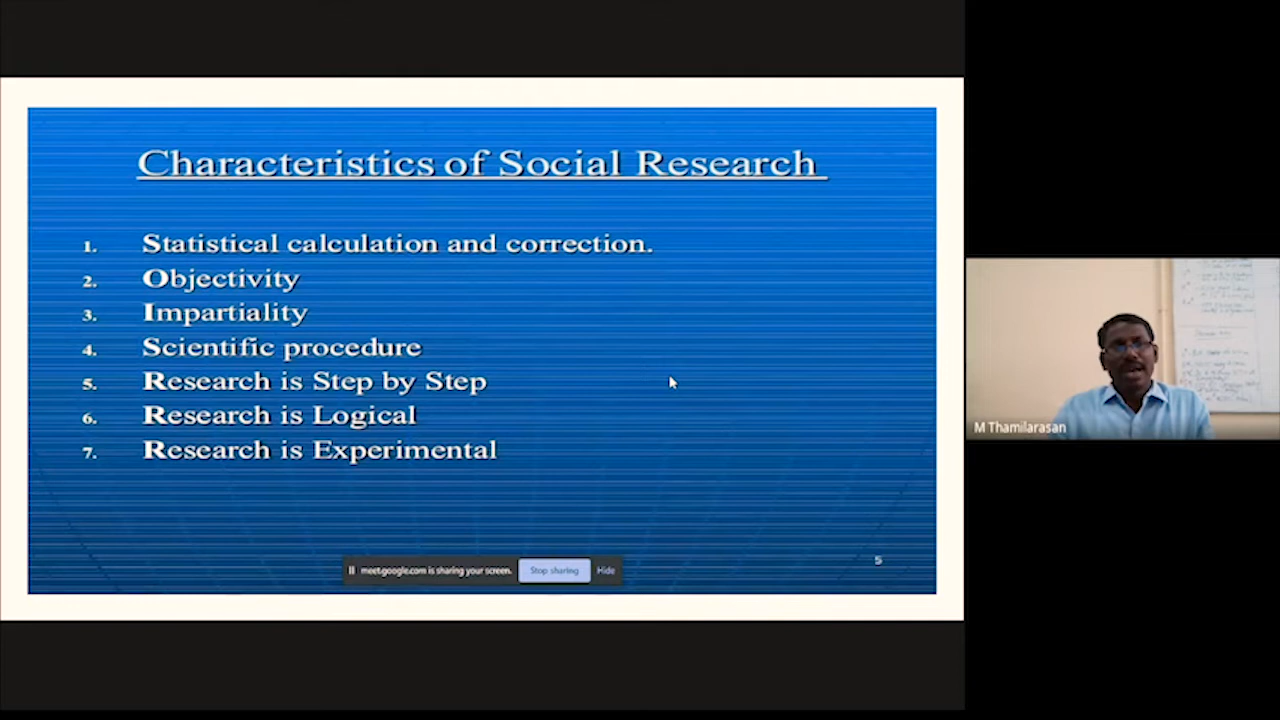 Characteristics of Social Research
1. Statistical calculation and correction.
2. Objectivity
3. Impartiality
4. Scientific procedure
5. Research is Step by Step
6. Research is Logical
7. Research is Experimental
meet.google.com is sharing your screen. Stop sharing Hide
5
M Thamilarasan